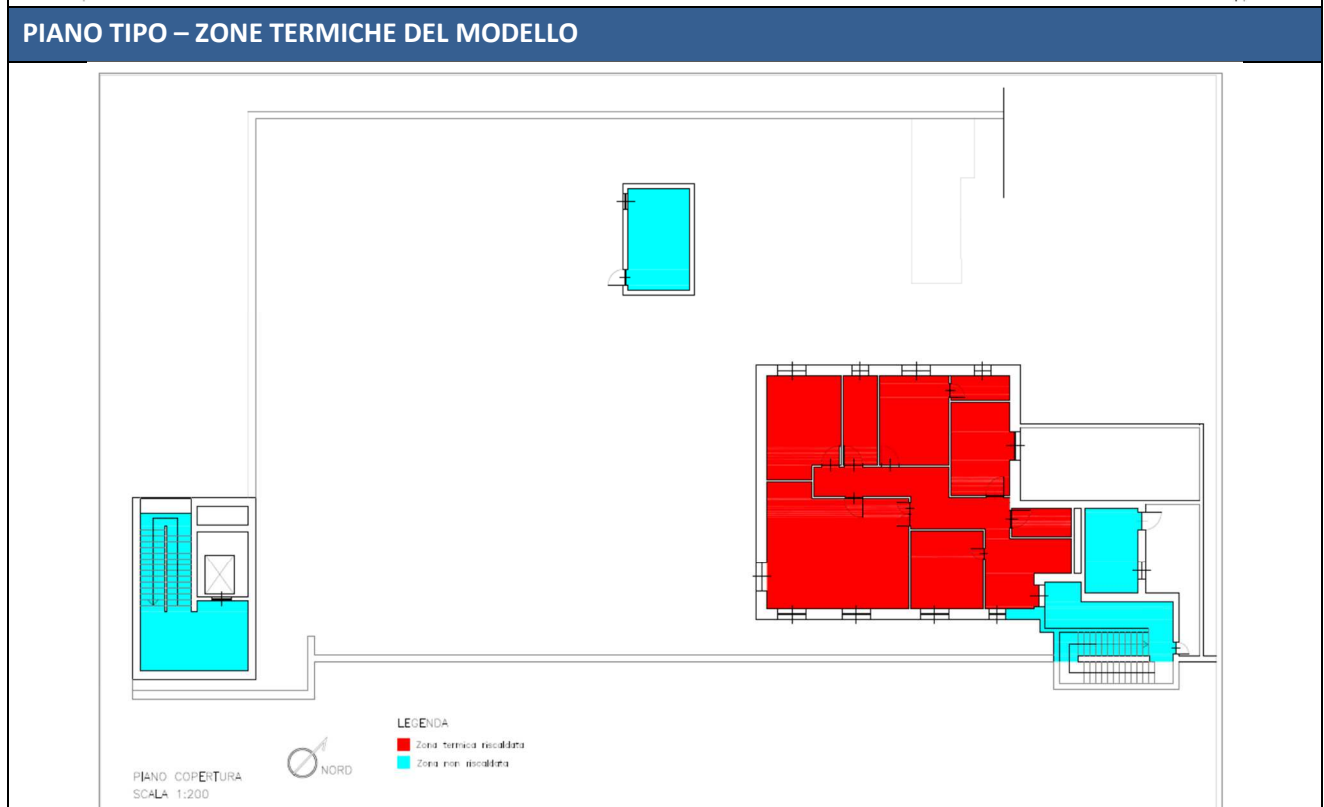 PIANO TIPO – ZONE TERMICHE DEL MODELLO
LEGENDA
Zona termica riscaldata
Zona non riscaldata
NORD
PIANO COPERTURA
SCALA 1:200